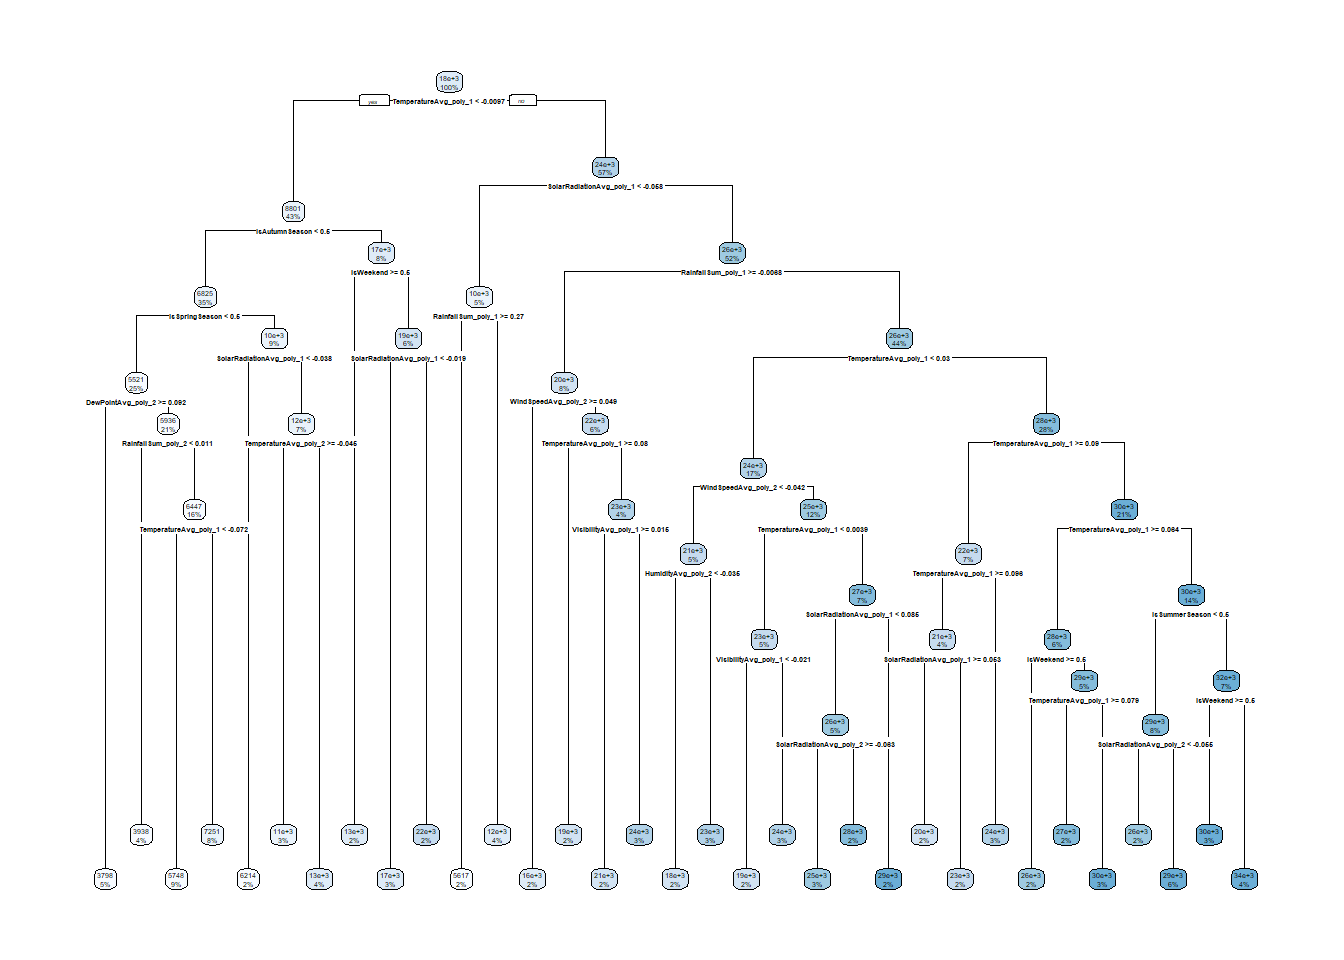 18e+3
100%
yes
TemperatureAvg_poly_1 < -0.0097
no
24e+3
57%
SolarRadiationAvg_poly_1 < -0.058
8801
43%
IsAutumnSeason < 0.5
17e+3
8%
IsWeekend >= 0.5
26e+3
52%
RainfallSum_poly_1 >= -0.0068
6825
35%
IsSpringSeason < 0.5
10e+3
5%
RainfallSum_poly_1 >= 0.27
10e+3
9%
SolarRadiationAvg_poly_1 < -0.038
19e+3
6%
SolarRadiationAvg_poly_1 < -0.019
26e+3
44%
TemperatureAvg_poly_1 < 0.03
5521
25%
DewPointAvg_poly_2 >= 0.092
20e+3
8%
WindSpeedAvg_poly_2 >= 0.049
5936
21%
RainfallSum_poly_2 < 0.011
12e+3
7%
TemperatureAvg_poly_2 >= -0.045
22e+3
6%
TemperatureAvg_poly_1 >= 0.08
28e+3
28%
TemperatureAvg_poly_1 >= 0.09
24e+3
17%
WindSpeedAvg_poly_2 < -0.042
6447
16%
TemperatureAvg_poly_1 < -0.072
23e+3
4%
VisibilityAvg_poly_1 >= 0.015
25e+3
12%
TemperatureAvg_poly_1 < 0.0039
30e+3
21%
TemperatureAvg_poly_1 >= 0.064
21e+3
5%
HumidityAvg_poly_2 < -0.035
22e+3
7%
TemperatureAvg_poly_1 >= 0.096
27e+3
7%
SolarRadiationAvg_poly_1 < 0.085
30e+3
14%
IsSummerSeason < 0.5
23e+3
5%
VisibilityAvg_poly_1 < -0.021
21e+3
4%
SolarRadiationAvg_poly_1 >= 0.053
28e+3
6%
IsWeekend >= 0.5
29e+3
5%
TemperatureAvg_poly_1 >= 0.079
32e+3
7%
IsWeekend >= 0.5
26e+3
5%
SolarRadiationAvg_poly_2 >= -0.063
29e+3
8%
SolarRadiationAvg_poly_2 < -0.055
3938
4%
7251
8%
11e+3
3%
13e+3
2%
22e+3
2%
12e+3
4%
19e+3
2%
24e+3
3%
23e+3
3%
24e+3
3%
28e+3
2%
20e+3
2%
24e+3
3%
27e+3
2%
26e+3
2%
30e+3
3%
3798
5%
5748
9%
6214
2%
13e+3
4%
17e+3
3%
5617
2%
16e+3
2%
21e+3
2%
18e+3
2%
19e+3
2%
25e+3
3%
29e+3
2%
23e+3
2%
26e+3
2%
30e+3
3%
29e+3
6%
34e+3
4%